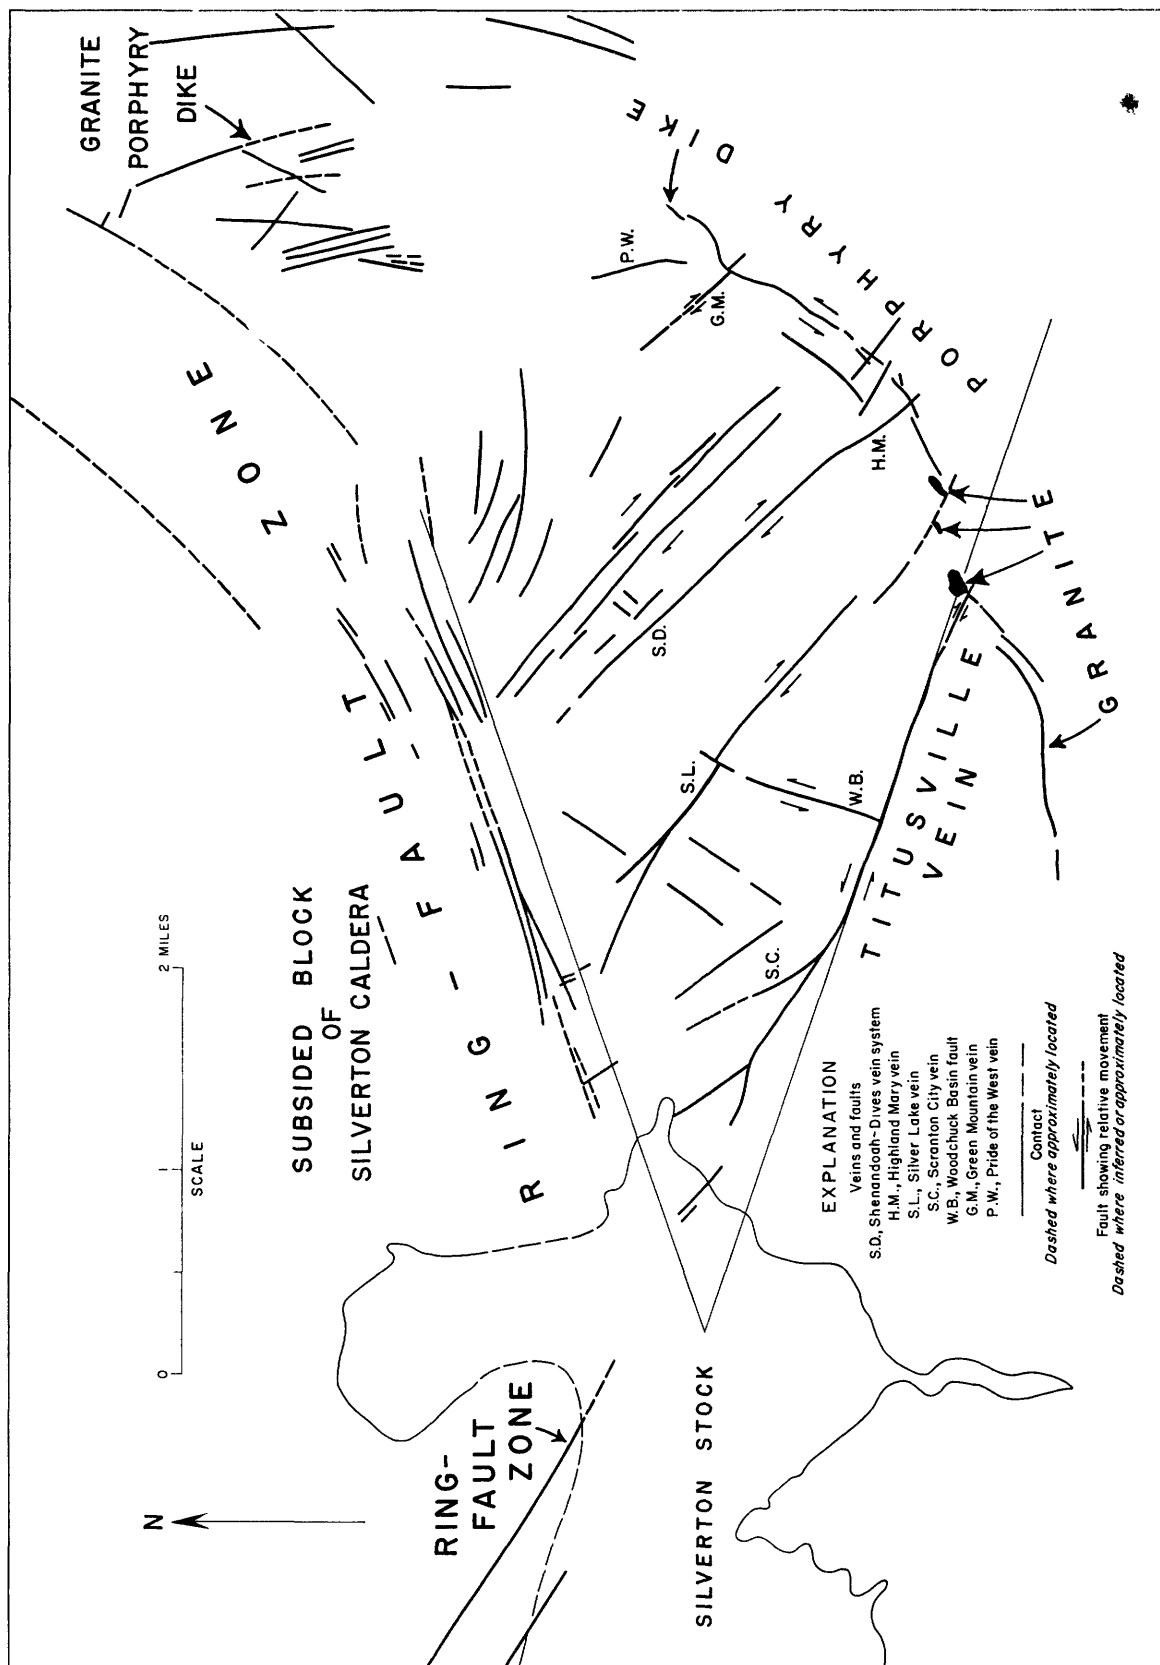 GRANITE
PORPHYRY
DIKE
RING-FAULT ZONE
SUBSIDED BLOCK
OF
SILVERTON CALDERA
2 MILES
1
0
SCALE
N
RING-
FAULT
ZONE
SILVERTON STOCK
P.W.
G.M.
H.M.
S.D.
S.L.
W.B.
S.C.
TITUSVILLE
VEIN
GRANITE PORPHYRY DIKE
EXPLANATION
Veins and faults
S.D., Shenandoah-Dives vein system
H.M., Highland Mary vein
S.L., Silver Lake vein
S.C., Scranton City vein
W.B., Woodchuck Basin fault
G.M., Green Mountain vein
P.W., Pride of the West vein
Contact
Dashed where approximately located
Fault showing relative movement
Dashed where inferred or approximately located